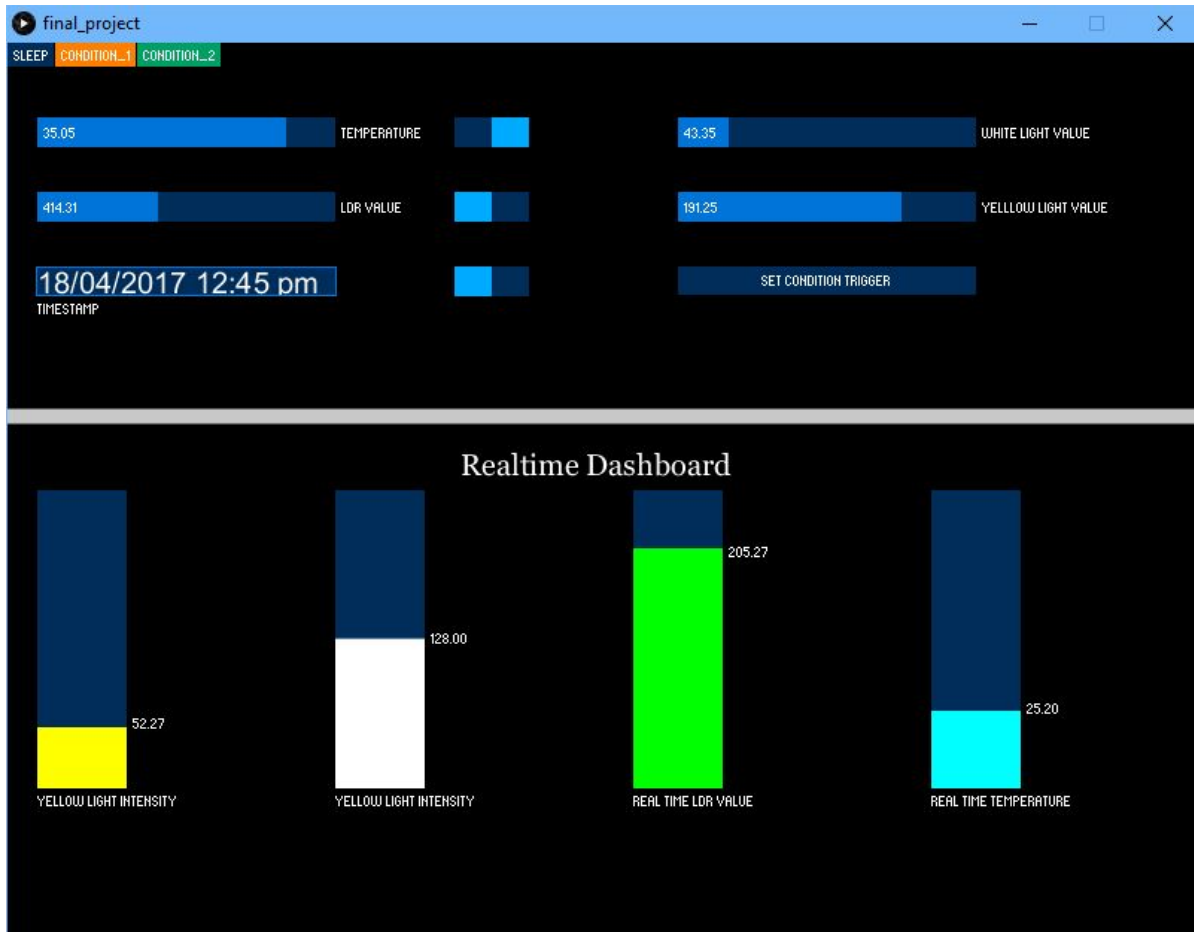 final_project
SLEEP CONDITION_1 CONDITION_2
35.05 TEMPERATURE 43.35 WHITE LIGHT VALUE
414.31 LDR VALUE 191.25 YELLLOW LIGHT VALUE
18/04/2017 12:45 pm SET CONDITION TRIGGER
TIMESTAMP
Realtime Dashboard
205.27
128.00
25.20
52.27
YELLOW LIGHT INTENSITY YELLOW LIGHT INTENSITY REAL TIME LDR VALUE REAL TIME TEMPERATURE